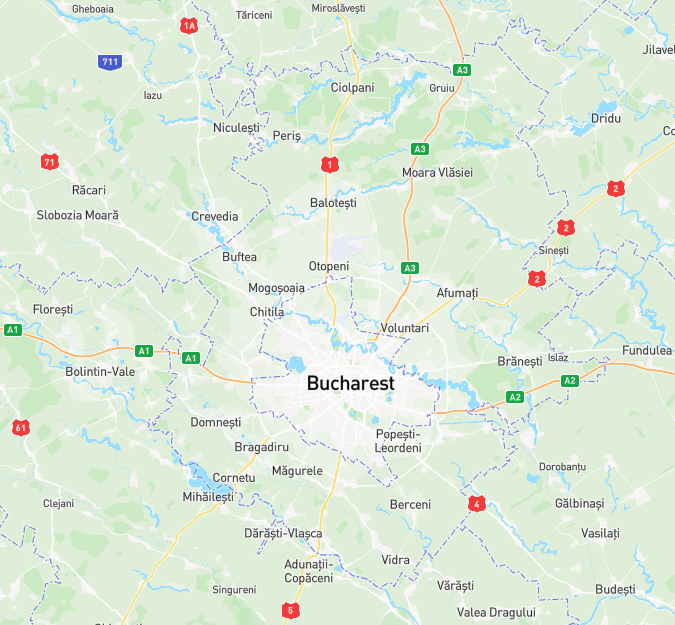 Gheboaia
Tăriceni
Miroslăvești
1A
711
A3
Jilavel
Iazu
Ciolpani
Gruiu
Niculești
Periș
Dridu
Co
A3
71
1
Moara Vlăsiei
2
Răcari
Slobozia Moară
Crevedia
Balotești
2
Buftea
Otopeni
A3
Sinești
2
Mogoșoaia
Afumați
Chitila
Florești
Voluntari
A1
A1
A1
Brănești
Islaz
Fundulea
Bolintin-Vale
Bucharest
A2
A2
Domnești
61
Popești-
Leordeni
Bragadiru
Măgurele
Cornetu
Dorobanțu
Mihăilești
Clejani
Berceni
4
Gălbinași
Dărăști-Vlașca
Vasilați
Adunații-
Copăceni
Vidra
Singureni
Vărăști
Budești
5
Valea Dragului